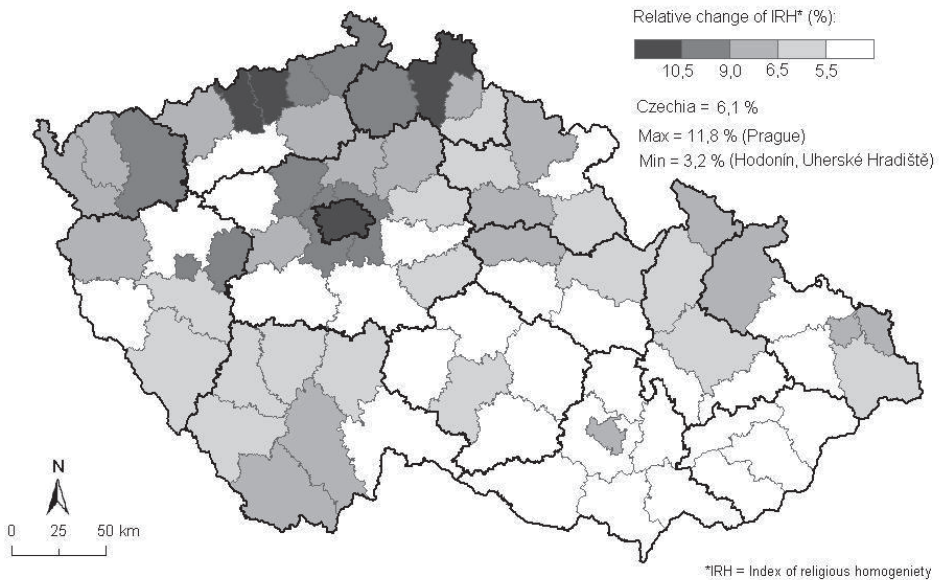 Relative change of IRH* (%):
10,5 9,0 6,5 5,5
Czechia = 6,1 %
Max = 11,8 % (Prague)
Min = 3,2 % (Hodonín, Uherské Hradiště)
N
0 25 50 km
*IRH = Index of religious homogeniety